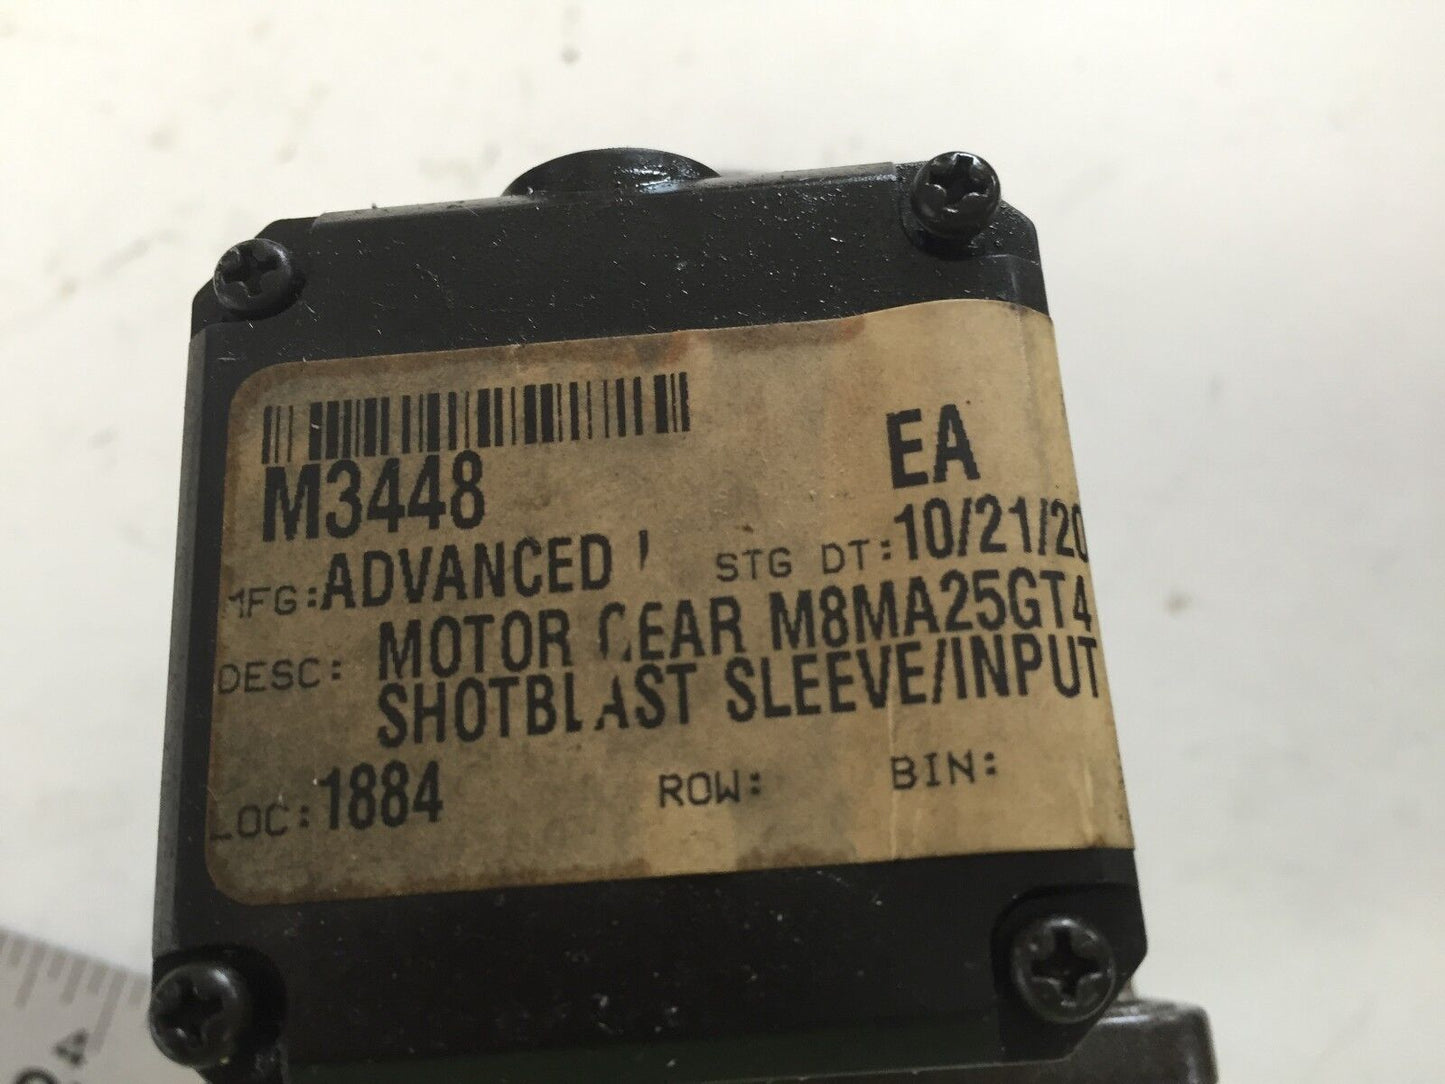 M3448
EA
MFG: ADVANCED
STG DT: 10/21/20
DESC: MOTOR GEAR M8MA25GT4
SHOTBLAST SLEEVE/INPUT
LOC: 1884 ROW: BIN:
4